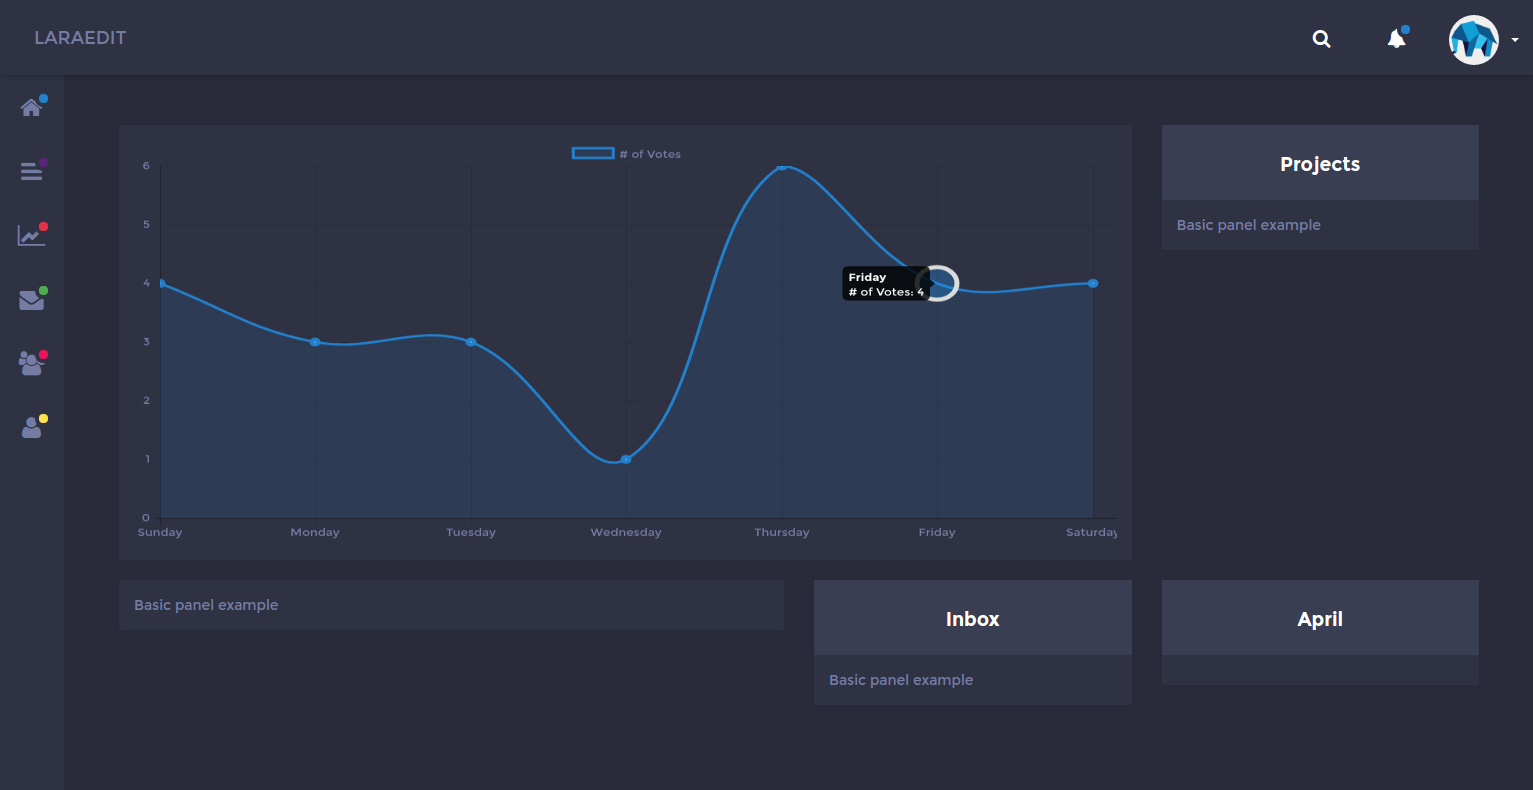 LARAEDIT
# of Votes
6
5
4
3
2
1
0
Friday
# of Votes: 4
Sunday Monday Tuesday Wednesday Thursday Friday Saturday
Projects
Basic panel example
Basic panel example
Inbox
Basic panel example
April